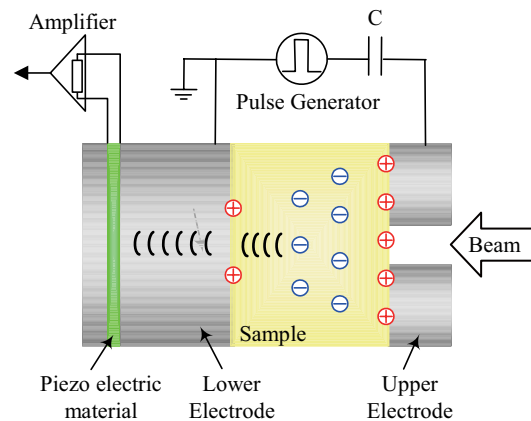 Amplifier
C
Pulse Generator
Beam
Sample
Piezo electric
material
Lower
Electrode
Upper
Electrode